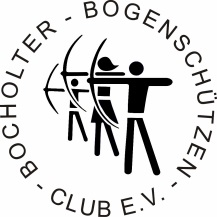 BOCHOLTER - BOGENSCHÜTZEN - CLUB E.V. -